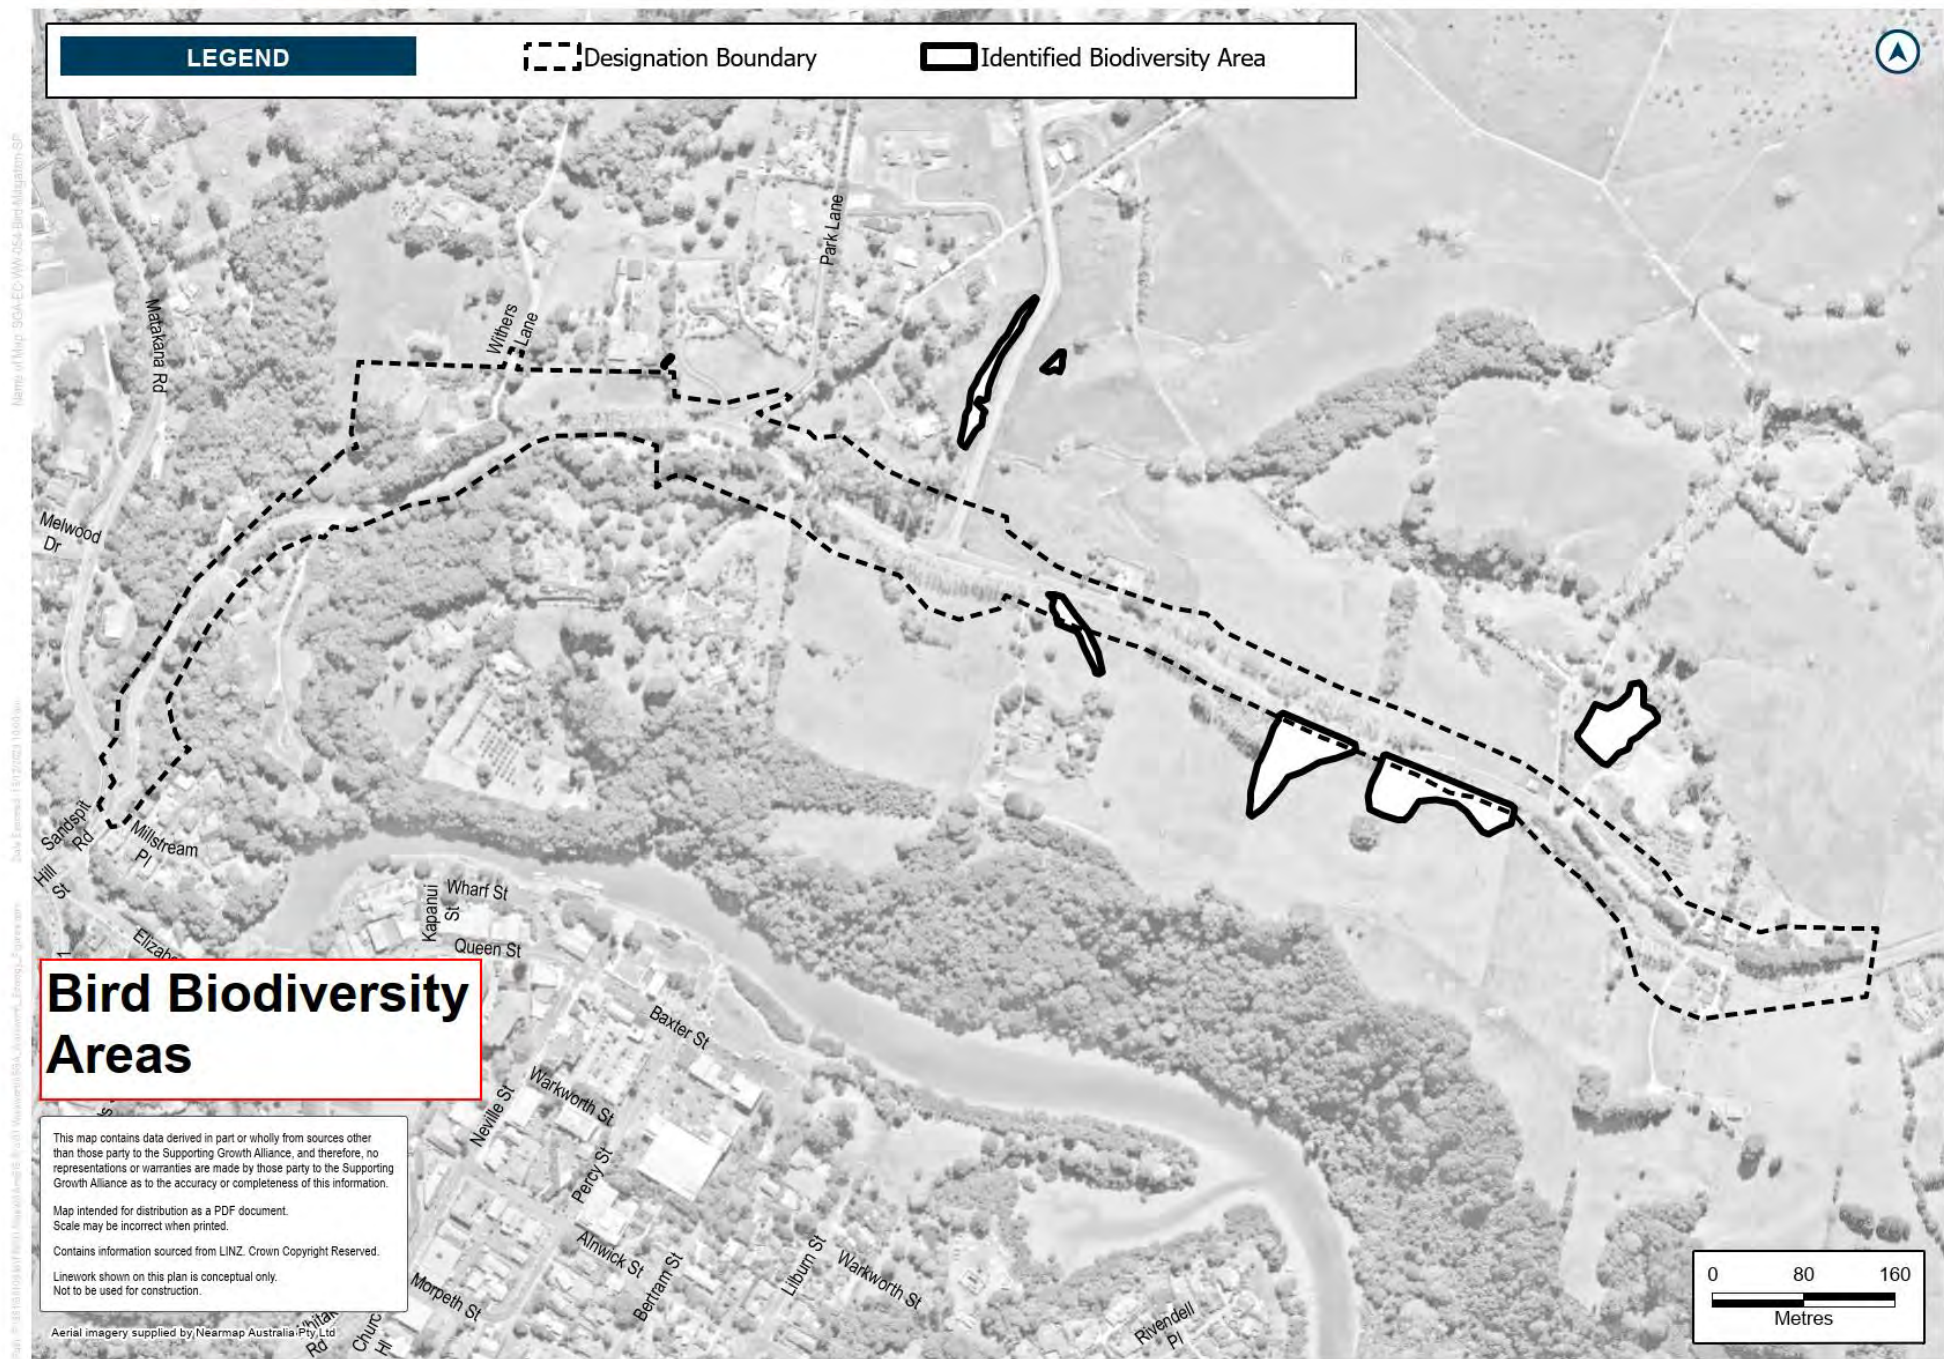 LEGEND
Designation Boundary
Identified Biodiversity Area
Park Lane
Matakana Rd
Withers
Lane
Melwood
Dr
Sandspit
Rd
Millstream
Pl
Hill
St
Wharf St
Kapanui
St
Queen St
Bird Biodiversity
Areas
Baxter St
Warkworth St
Neville St
Percy St
Alnwick St
Bertram St
Lilburn St
Warkworth St
Morpeth St
Rivendell
Pl
This map contains data derived in part or wholly from sources other
than those party to the Supporting Growth Alliance, and therefore, no
representations or warranties are made by those party to the Supporting
Growth Alliance as to the accuracy or completeness of this information.
Map intended for distribution as a PDF document.
Scale may be incorrect when printed.
Contains information sourced from LINZ. Crown Copyright Reserved.
Linework shown on this plan is conceptual only.
Not to be used for construction.
Aerial imagery supplied by Nearmap Australia Pty Ltd
Rd
Hl
0 80 160
Metres